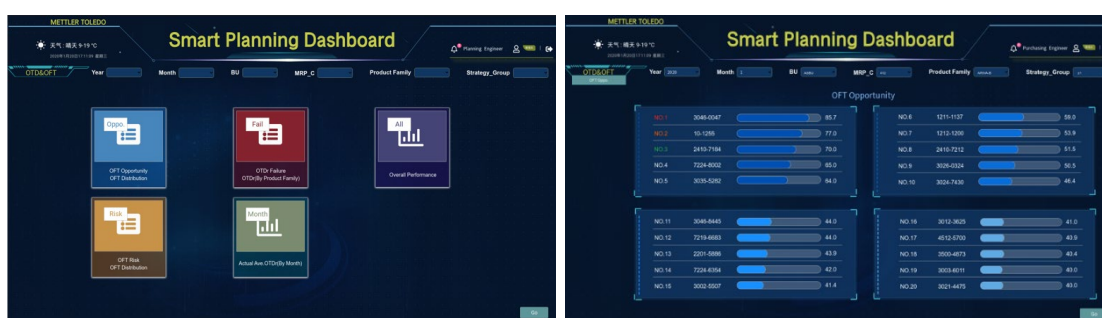 METTLER TOLEDO
Smart Planning Dashboard
天气 : 晴天 9-19 °C
Planning Engineer
OTD&OFT
Year
Month
BU
MRP_C
Product Family
Strategy_Group
Oppo.
OFT Opportunity
OFT Distribution
Fail
OTDr Failure
OTDr(By Product Family)
All
Overall Performance
Risk
OFT Risk
OFT Distribution
Month
Actual Ave.OTDr(By Month)
Go
METTLER TOLEDO
Smart Planning Dashboard
天气 : 晴天 9-19 °C
Purchasing Engineer
OTD&OFT
Year 2020
Month 1
BU
MRP_C
Product Family
Strategy_Group
OFT Opportunity
NO.1 3046-0047 85.7
NO.2 10-1255 77.0
NO.3 2410-7184 70.0
NO.4 7224-8002 65.0
NO.5 3035-5262 64.0
NO.6 1211-1137 59.0
NO.7 1212-1200 53.9
NO.8 2410-7212 51.5
NO.9 3026-0324 50.5
NO.10 3024-7430 46.4
NO.11 3046-8445 44.0
NO.12 7219-6693 44.0
NO.13 2201-5886 43.9
NO.14 7224-6354 42.0
NO.15 3002-5507 41.4
NO.16 3012-3625 41.0
NO.17 4512-5700 40.9
NO.18 3500-4873 40.4
NO.19 3003-6011 40.0
NO.20 3021-4475 40.0
Go